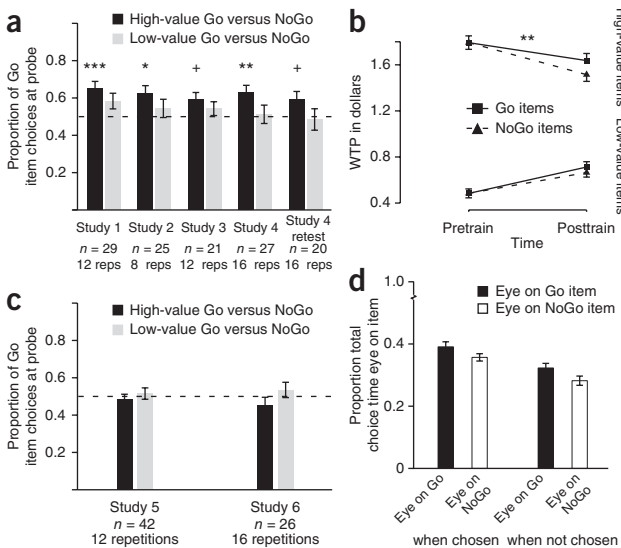 a
High-value Go versus NoGo
Low-value Go versus NoGo
Proportion of Go
item choices at probe
0.8
0.6
0.4
0.2
***
*
+
**
+
Study 1
n = 29
12 reps
Study 2
n = 25
8 reps
Study 3
n = 21
12 reps
Study 4
n = 27
16 reps
Study 4
retest
n = 20
16 reps
b
WTP in dollars
1.6
1.2
0.8
0.4
**
Go items
NoGo items
Pretrain
Posttrain
Time
High-value items
Low-value items
c
High-value Go versus NoGo
Low-value Go versus NoGo
Proportion of Go
item choices at probe
0.8
0.6
0.4
0.2
Study 5
n = 42
12 repetitions
Study 6
n = 26
16 repetitions
d
Eye on Go item
Eye on NoGo item
Proportion total
choice time eye on item
1.0
0.4
0.2
0
Eye on Go
Eye on
NoGo
Eye on Go
Eye on
NoGo
when chosen
when not chosen